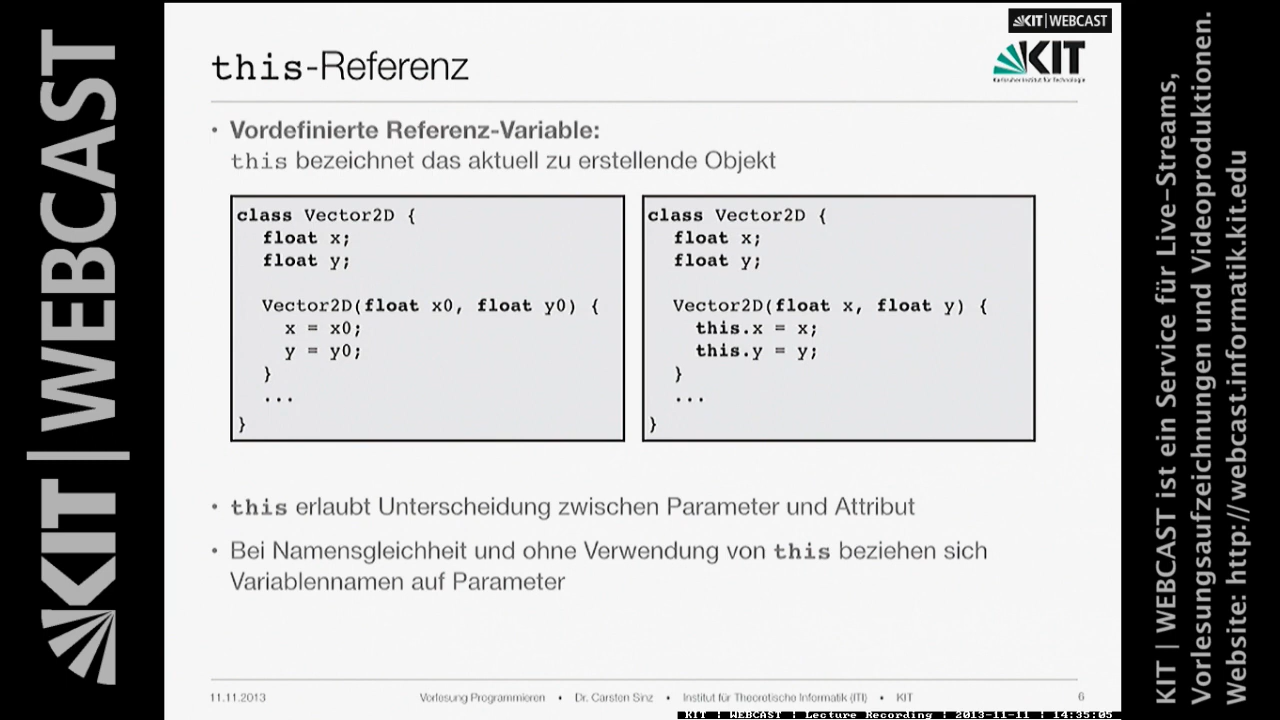 KIT | WEBCAST
KIT | WEBCAST
this-Referenz
KIT
Karlsruher Institut für Technologie
• Vordefinierte Referenz-Variable:
this bezeichnet das aktuell zu erstellende Objekt
class Vector2D {
float x;
float y;
Vector2D(float x0, float y0) {
x = x0;
y = y0;
}
...
}
class Vector2D {
float x;
float y;
Vector2D(float x, float y) {
this.x = x;
this.y = y;
}
...
}
• this erlaubt Unterscheidung zwischen Parameter und Attribut
• Bei Namensgleichheit und ohne Verwendung von this beziehen sich
Variablennamen auf Parameter
11.11.2013 Vorlesung Programmieren • Dr. Carsten Sinz • Institut für Theoretische Informatik (ITI) • KIT 6
KIT | WEBCAST | Lecture Recording | 2013-11-11 | 14:35:05
KIT | WEBCAST ist ein Service für Live-Streams,
Vorlesungsaufzeichnungen und Videoproduktionen.
Website: http://webcast.informatik.kit.edu